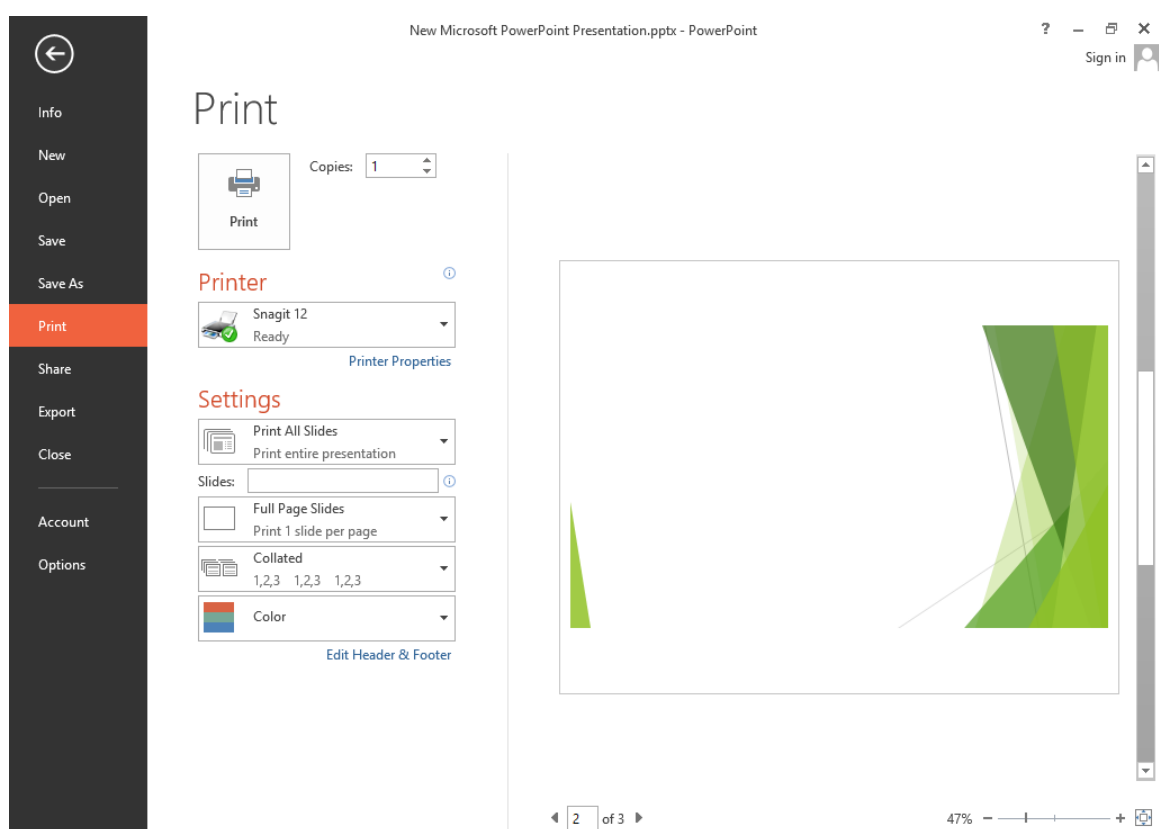 New Microsoft PowerPoint Presentation.pptx - PowerPoint
?
Sign in
Info
New
Open
Save
Save As
Print
Share
Export
Close
Account
Options
Print
Print
Copies: 1
Printer
Snagit 12
Ready
Printer Properties
Settings
Print All Slides
Print entire presentation
Slides:
Full Page Slides
Print 1 slide per page
Collated
1,2,3 1,2,3 1,2,3
Color
Edit Header & Footer
2 of 3
47%